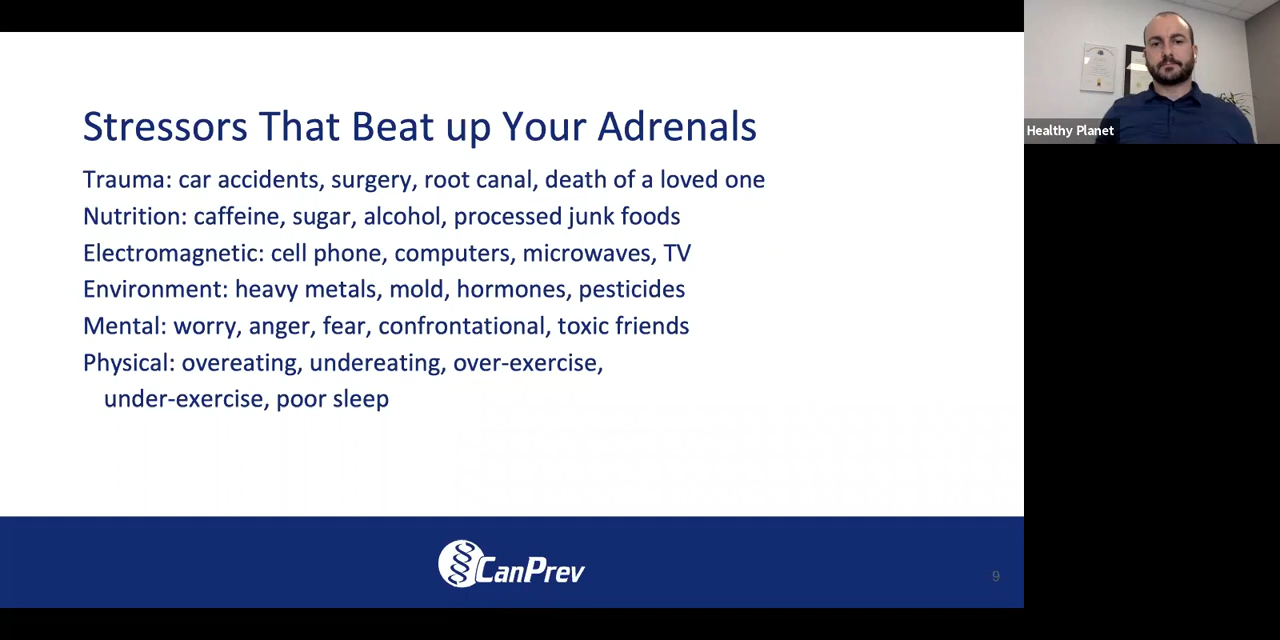 Stressors That Beat up Your Adrenals
Trauma: car accidents, surgery, root canal, death of a loved one
Nutrition: caffeine, sugar, alcohol, processed junk foods
Electromagnetic: cell phone, computers, microwaves, TV
Environment: heavy metals, mold, hormones, pesticides
Mental: worry, anger, fear, confrontational, toxic friends
Physical: overeating, undereating, over-exercise,
under-exercise, poor sleep
CanPrev
9
Healthy Planet